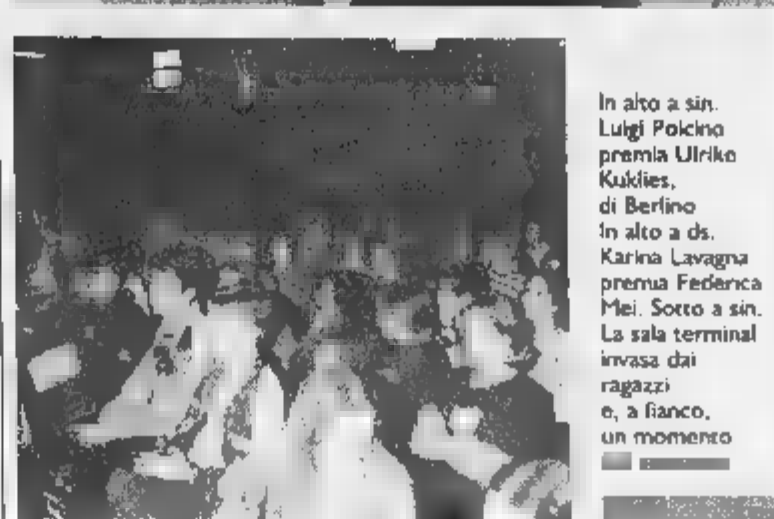 In alto a sin.
Luigi Polcino
premia Ulrike
Kuklies,
di Berlino
In alto a ds.
Karina Lavagna
premia Federica
Mei. Sotto a sin.
La sala terminal
invasa dai
ragazzi
e, a fianco,
un momento